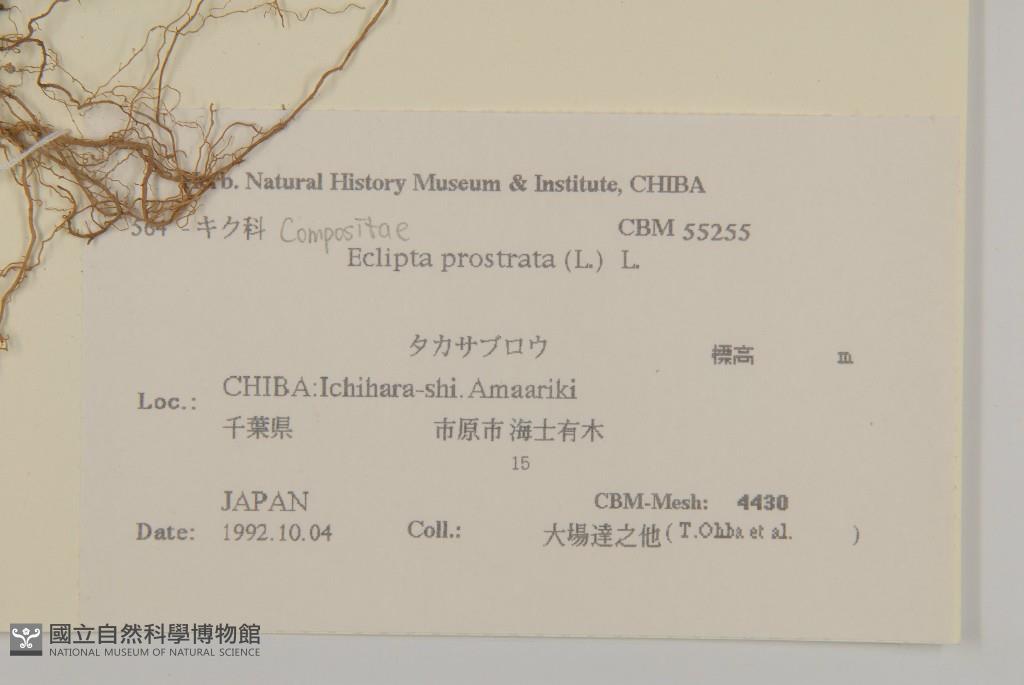 Herb. Natural History Museum & Institute, CHIBA
564 - キク科 Compositae CBM 55255
Eclipta prostrata (L.) L.
タカサブロウ 標高 m
Loc.: CHIBA:Ichihara-shi. Amaariki
千葉県 市原市 海士有木
15
JAPAN CBM-Mesh: 4430
Date: 1992.10.04 Coll.: 大場達之他 ( T.Ohba et al. )
國立自然科學博物館
NATIONAL MUSEUM OF NATURAL SCIENCE